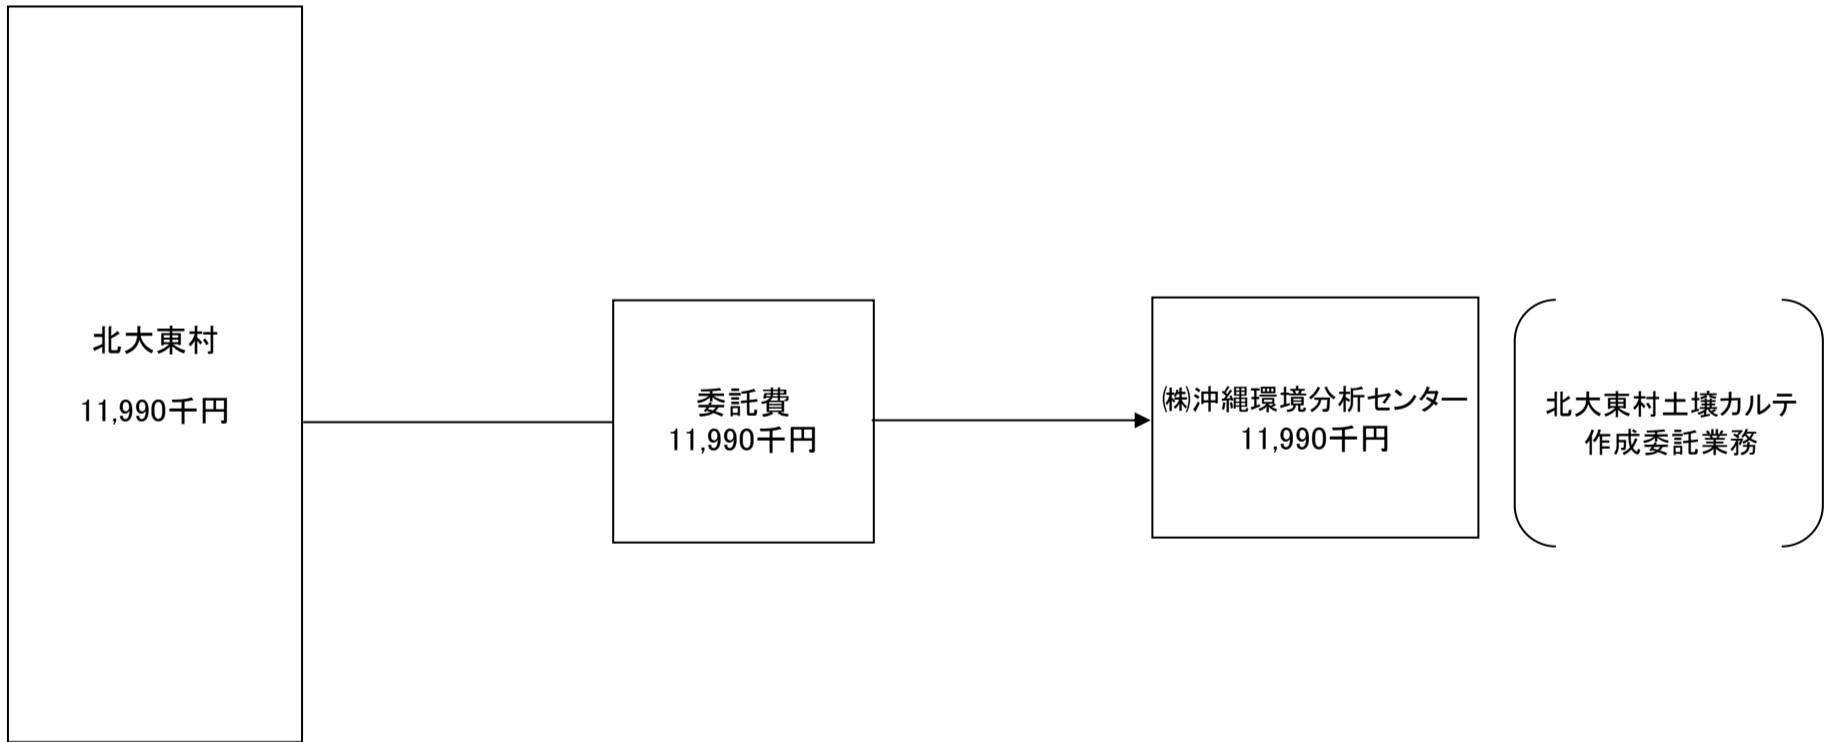 北大東村
11,990千円
委託費
11,990千円
㈱沖縄環境分析センター
11,990千円
北大東村土壌カルテ
作成委託業務